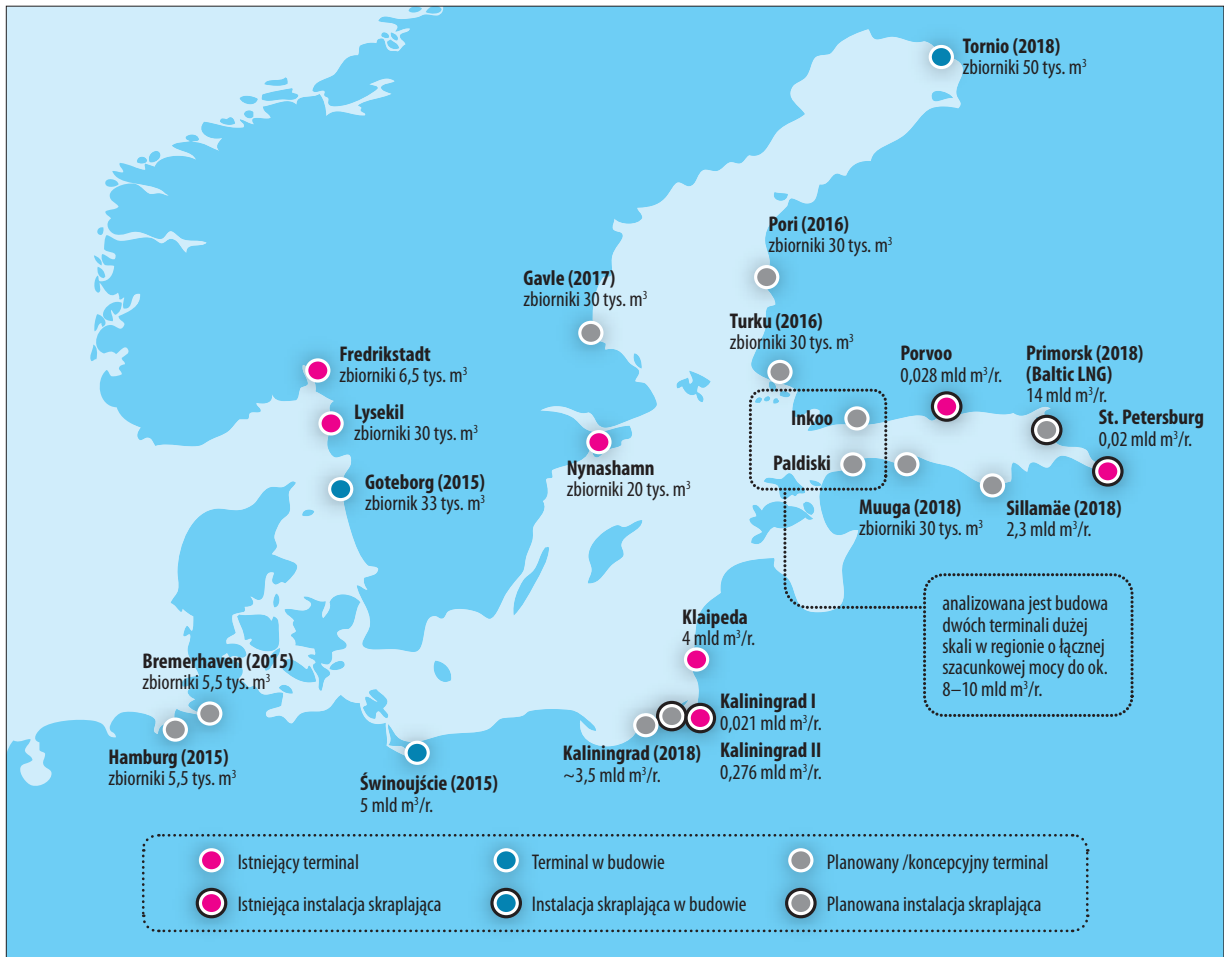 Tornio (2018)
zbiorniki 50 tys. m³
Pori (2016)
zbiorniki 30 tys. m³
Gavle (2017)
zbiorniki 30 tys. m³
Turku (2016)
zbiorniki 30 tys. m³
Fredrikstadt
zbiorniki 6,5 tys. m³
Porvoo
0,028 mld m³/r.
Primorsk (2018)
(Baltic LNG)
14 mld m³/r.
Lysekil
zbiorniki 30 tys. m³
Inkoo
St. Petersburg
0,02 mld m³/r.
Nynashamn
zbiorniki 20 tys. m³
Paldiski
Goteborg (2015)
zbiornik 33 tys. m³
Muuga (2018)
zbiorniki 30 tys. m³
Sillamäe (2018)
2,3 mld m³/r.
analizowana jest budowa
dwóch terminali dużej
skali w regionie o łącznej
szacunkowej mocy do ok.
8–10 mld m³/r.
Klaipeda
4 mld m³/r.
Bremerhaven (2015)
zbiorniki 5,5 tys. m³
Kaliningrad I
0,021 mld m³/r.
Kaliningrad II
0,276 mld m³/r.
Hamburg (2015)
zbiorniki 5,5 tys. m³
Kaliningrad (2018)
~3,5 mld m³/r.
Świnoujście (2015)
5 mld m³/r.
Istniejący terminal
Terminal w budowie
Planowany /koncepcyjny terminal
Istniejąca instalacja skraplająca
Instalacja skraplająca w budowie
Planowana instalacja skraplająca